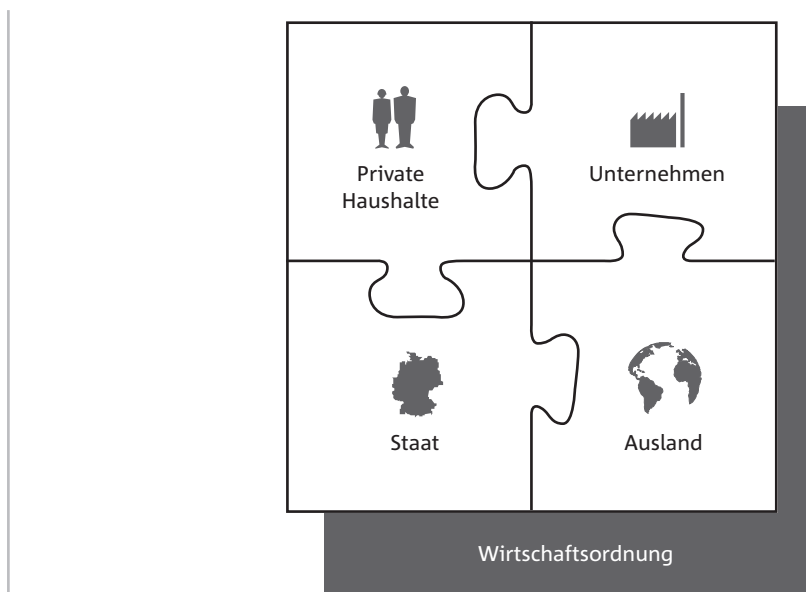 Private
Haushalte
Unternehmen
Staat
Ausland
Wirtschaftsordnung